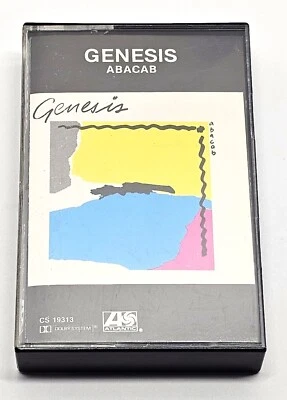 GENESIS
ABACAB
Genesis
abacab
CS 19313
DOLBY SYSTEM®
ATLANTIC